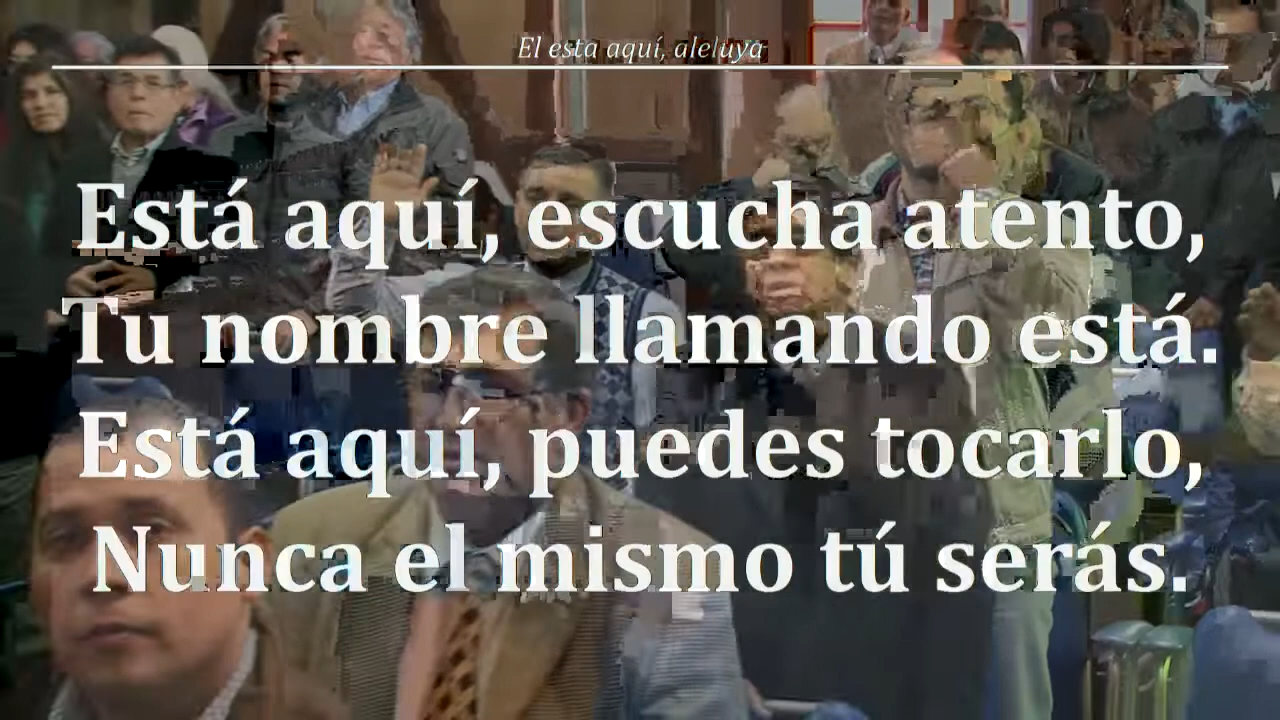 El esta aquí, aleluya
Está aquí, escucha atento,
Tu nombre llamando está.
Está aquí, puedes tocarlo,
Nunca el mismo tú serás.